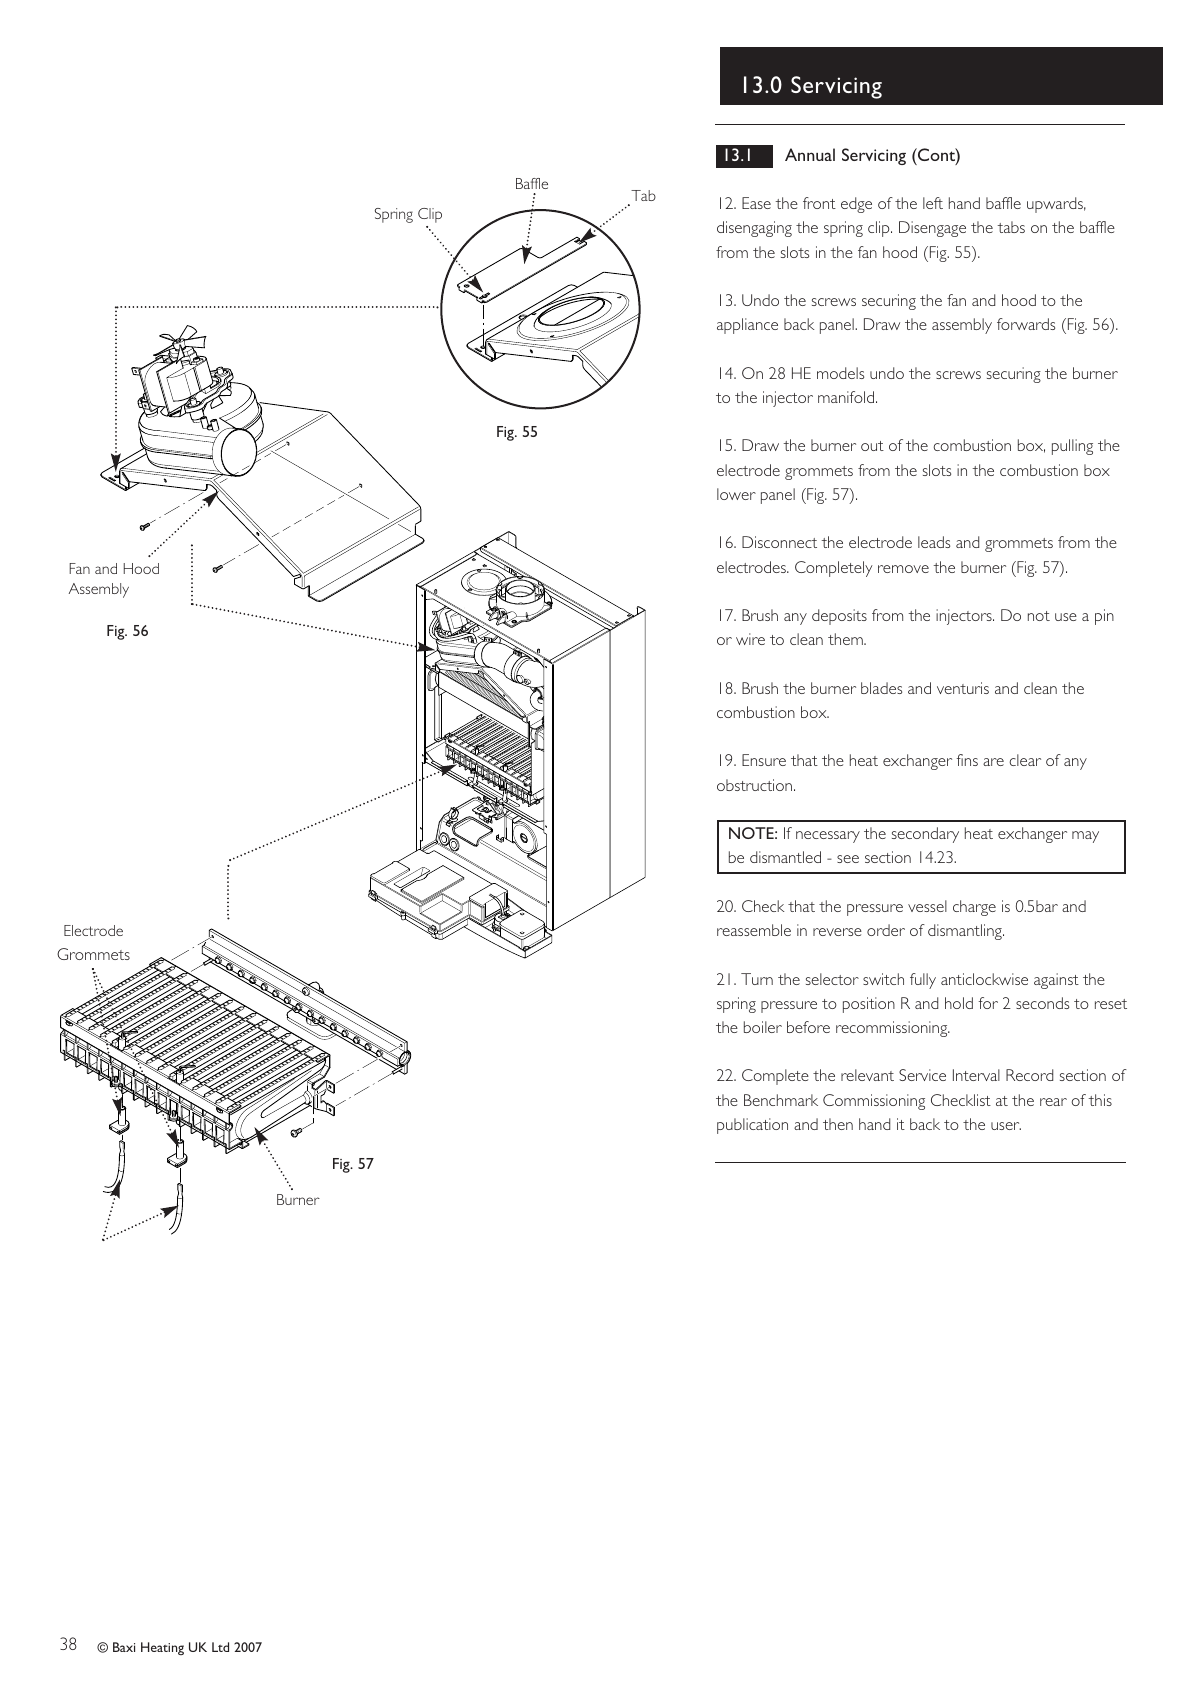 13.0 Servicing
13.1 Annual Servicing (Cont)
12. Ease the front edge of the left hand baffle upwards,
disengaging the spring clip. Disengage the tabs on the baffle
from the slots in the fan hood (Fig. 55).
13. Undo the screws securing the fan and hood to the
appliance back panel. Draw the assembly forwards (Fig. 56).
14. On 28 HE models undo the screws securing the burner
to the injector manifold.
15. Draw the burner out of the combustion box, pulling the
electrode grommets from the slots in the combustion box
lower panel (Fig. 57).
16. Disconnect the electrode leads and grommets from the
electrodes. Completely remove the burner (Fig. 57).
17. Brush any deposits from the injectors. Do not use a pin
or wire to clean them.
18. Brush the burner blades and venturis and clean the
combustion box.
19. Ensure that the heat exchanger fins are clear of any
obstruction.
NOTE: If necessary the secondary heat exchanger may
be dismantled - see section 14.23.
20. Check that the pressure vessel charge is 0.5bar and
reassemble in reverse order of dismantling.
21. Turn the selector switch fully anticlockwise against the
spring pressure to position R and hold for 2 seconds to reset
the boiler before recommissioning.
22. Complete the relevant Service Interval Record section of
the Benchmark Commissioning Checklist at the rear of this
publication and then hand it back to the user.
Baffle
Tab
Spring Clip
Fig. 55
Fan and Hood
Assembly
Fig. 56
Electrode
Grommets
Fig. 57
Burner
38 © Baxi Heating UK Ltd 2007